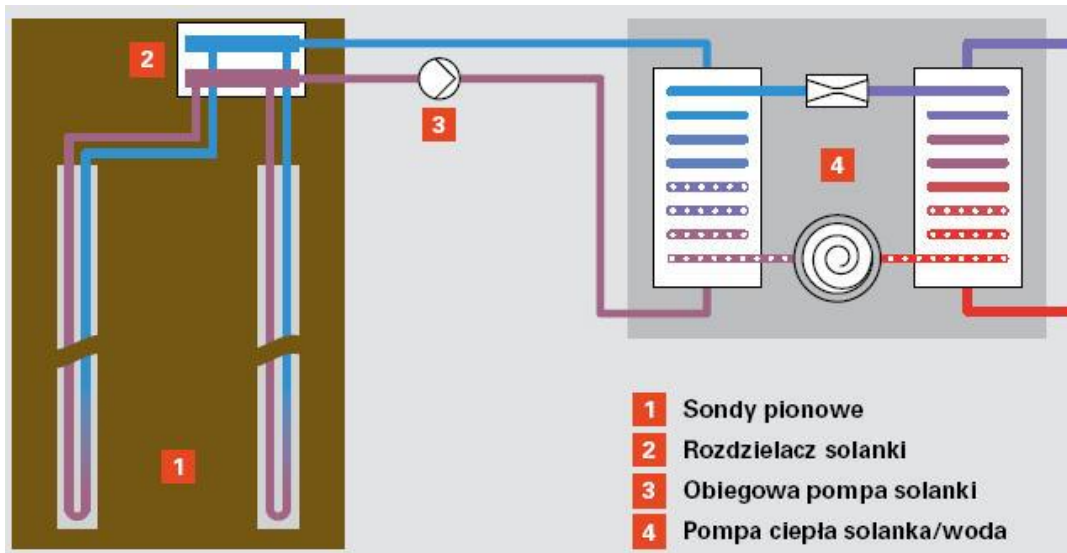 2
3
4
1
1 Sondy pionowe
2 Rozdzielacz solanki
3 Obiegowa pompa solanki
4 Pompa ciepła solanka/woda